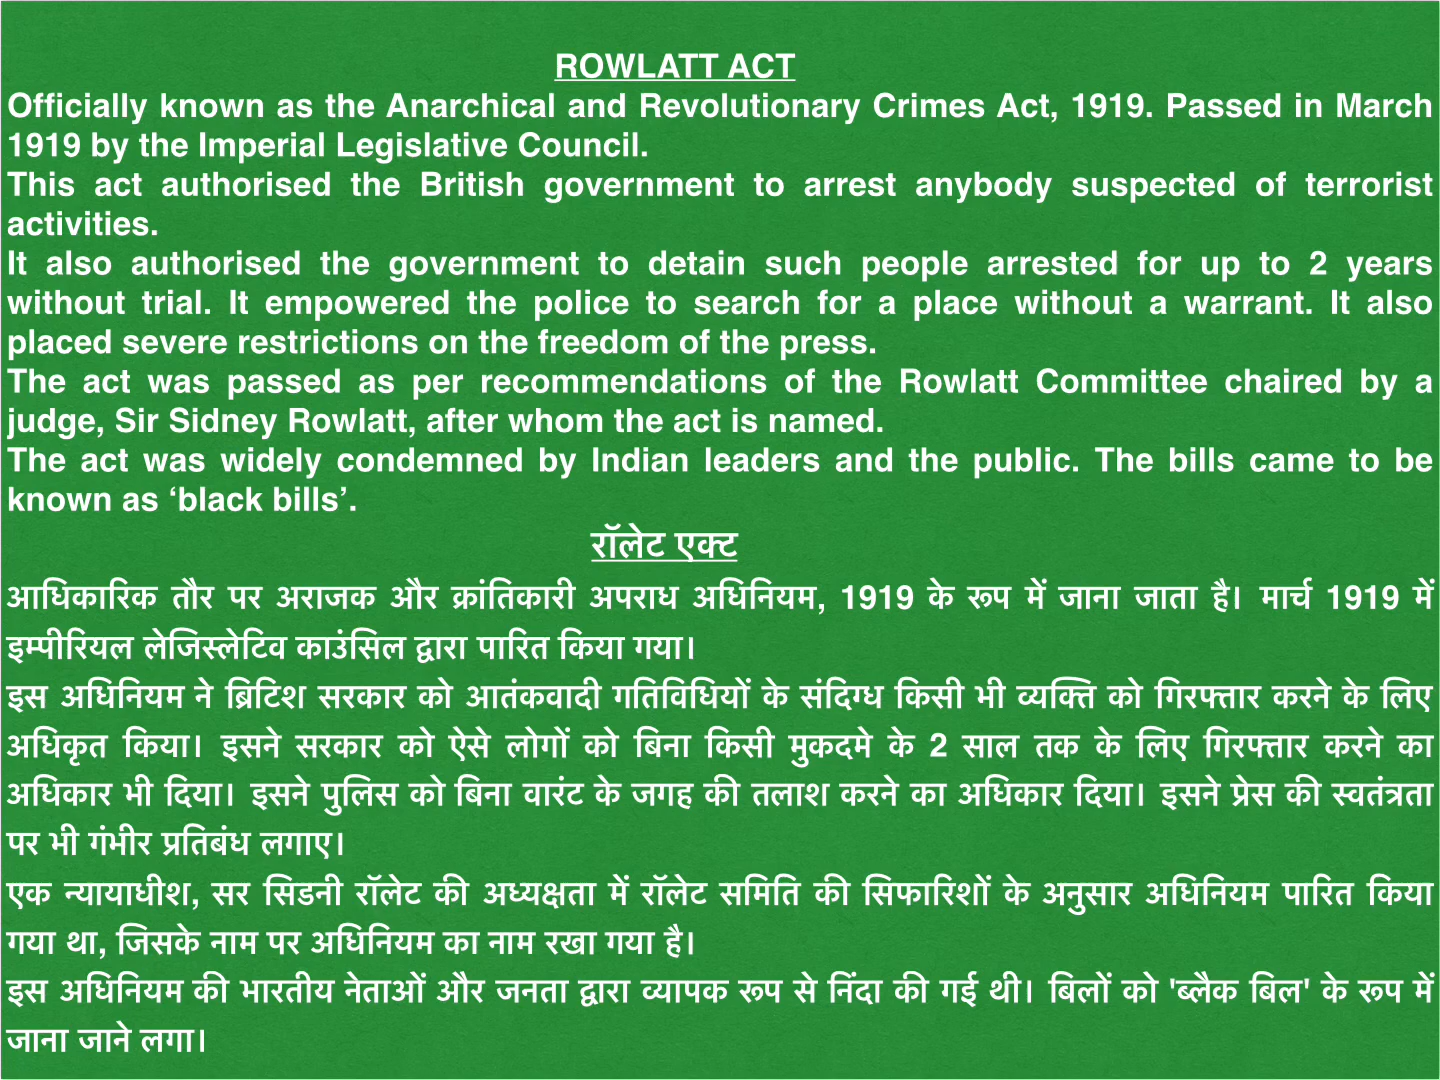 ROWLATT ACT
Officially known as the Anarchical and Revolutionary Crimes Act, 1919. Passed in March
1919 by the Imperial Legislative Council.
This act authorised the British government to arrest anybody suspected of terrorist
activities.
It also authorised the government to detain such people arrested for up to 2 years
without trial. It empowered the police to search for a place without a warrant. It also
placed severe restrictions on the freedom of the press.
The act was passed as per recommendations of the Rowlatt Committee chaired by a
judge, Sir Sidney Rowlatt, after whom the act is named.
The act was widely condemned by Indian leaders and the public. The bills came to be
known as ‘black bills’.
रॉलेट एक्ट
आधिकारिक तौर पर अराजक और क्रांतिकारी अपराध अधिनियम, 1919 के रूप में जाना जाता है। मार्च 1919 में
इम्पीरियल लेजिस्लेटिव काउंसिल द्वारा पारित किया गया।
इस अधिनियम ने ब्रिटिश सरकार को आतंकवादी गतिविधियों के संदिग्ध किसी भी व्यक्ति को गिरफ्तार करने के लिए
अधिकृत किया। इसने सरकार को ऐसे लोगों को बिना किसी मुकदमे के 2 साल तक के लिए गिरफ्तार करने का
अधिकार भी दिया। इसने पुलिस को बिना वारंट के जगह की तलाश करने का अधिकार दिया। इसने प्रेस की स्वतंत्रता
पर भी गंभीर प्रतिबंध लगाए।
एक न्यायाधीश, सर सिडनी रॉलेट की अध्यक्षता में रॉलेट समिति की सिफारिशों के अनुसार अधिनियम पारित किया
गया था, जिसके नाम पर अधिनियम का नाम रखा गया है।
इस अधिनियम की भारतीय नेताओं और जनता द्वारा व्यापक रूप से निंदा की गई थी। बिलों को 'ब्लैक बिल' के रूप में
जाना जाने लगा।